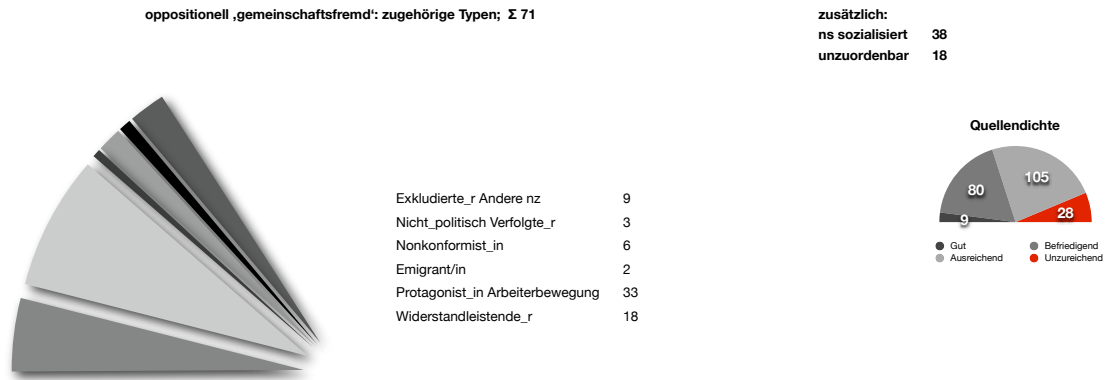 oppositionell ‚gemeinschaftsfremd‘: zugehörige Typen; Σ 71
zusätzlich:
ns sozialisiert 38
unzuordenbar 18
Exkludierte_r Andere nz 9
Nicht_politisch Verfolgte_r 3
Nonkonformist_in 6
Emigrant/in 2
Protagonist_in Arbeiterbewegung 33
Widerstandleistende_r 18
Quellendichte
80
105
9
28
Gut
Befriedigend
Ausreichend
Unzureichend